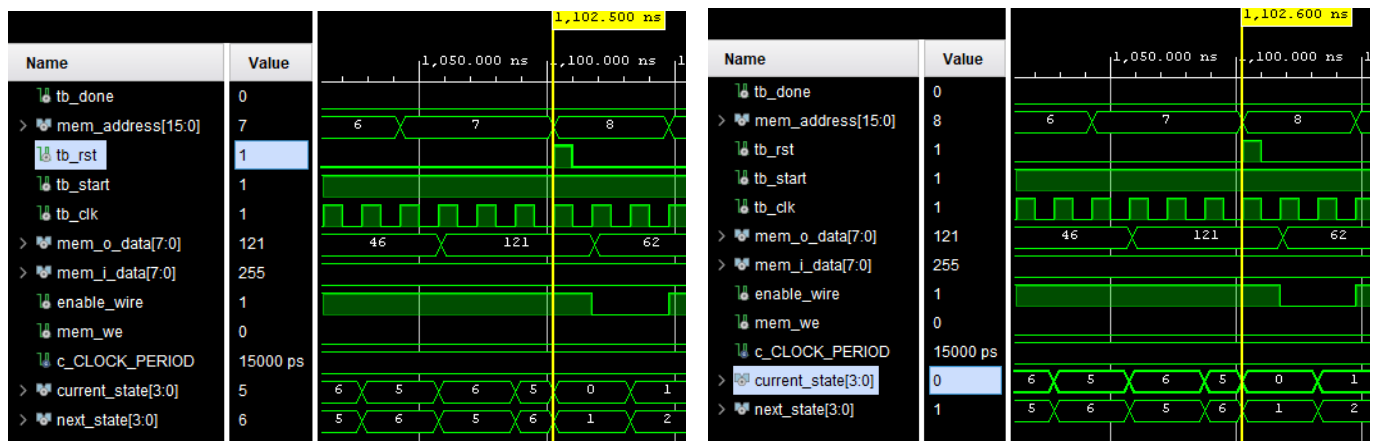 1,102.500 ns
Name Value 1,050.000 ns 1,100.000 ns 1
tb_done 0
mem_address[15:0] 7 6 7 8
tb_rst 1
tb_start 1
tb_clk 1
mem_o_data[7:0] 121 46 121 62
mem_i_data[7:0] 255
enable_wire 1
mem_we 0
c_CLOCK_PERIOD 15000 ps
current_state[3:0] 5 6 5 6 5 0 1
next_state[3:0] 6 5 6 5 6 1 2
1,102.600 ns
Name Value 1,050.000 ns 1,100.000 ns 1
tb_done 0
mem_address[15:0] 8 6 7 8
tb_rst 1
tb_start 1
tb_clk 1
mem_o_data[7:0] 121 46 121 62
mem_i_data[7:0] 255
enable_wire 1
mem_we 0
c_CLOCK_PERIOD 15000 ps
current_state[3:0] 0 6 5 6 5 0 1
next_state[3:0] 1 5 6 5 6 1 2